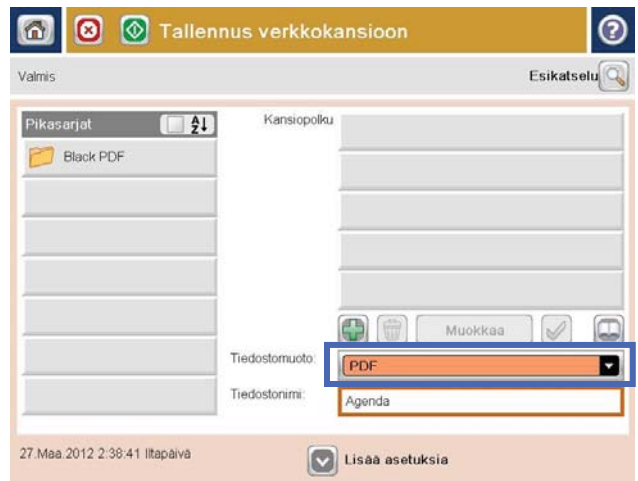 Tallennus verkkokansioon
Valmis
Esikatselu
Pikasarjat
Kansiopolku
Black PDF
Muokkaa
Tiedostomuoto:
PDF
Tiedostonimi:
Agenda
27.Maa.2012 2:38:41 Iltapäivä
Lisää asetuksia